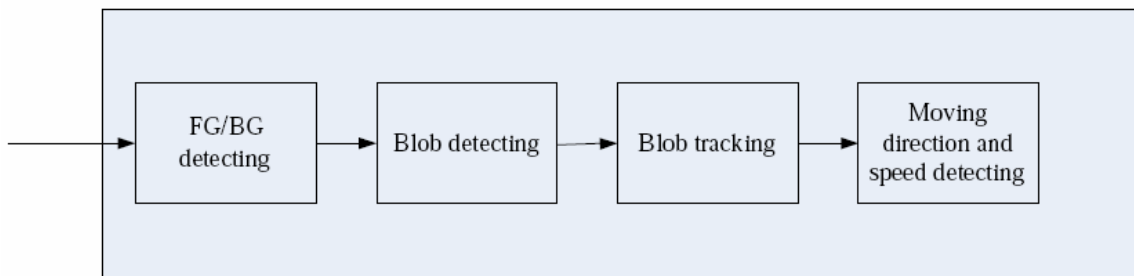 FG/BG
detecting
Blob detecting
Blob tracking
Moving
direction and
speed detecting